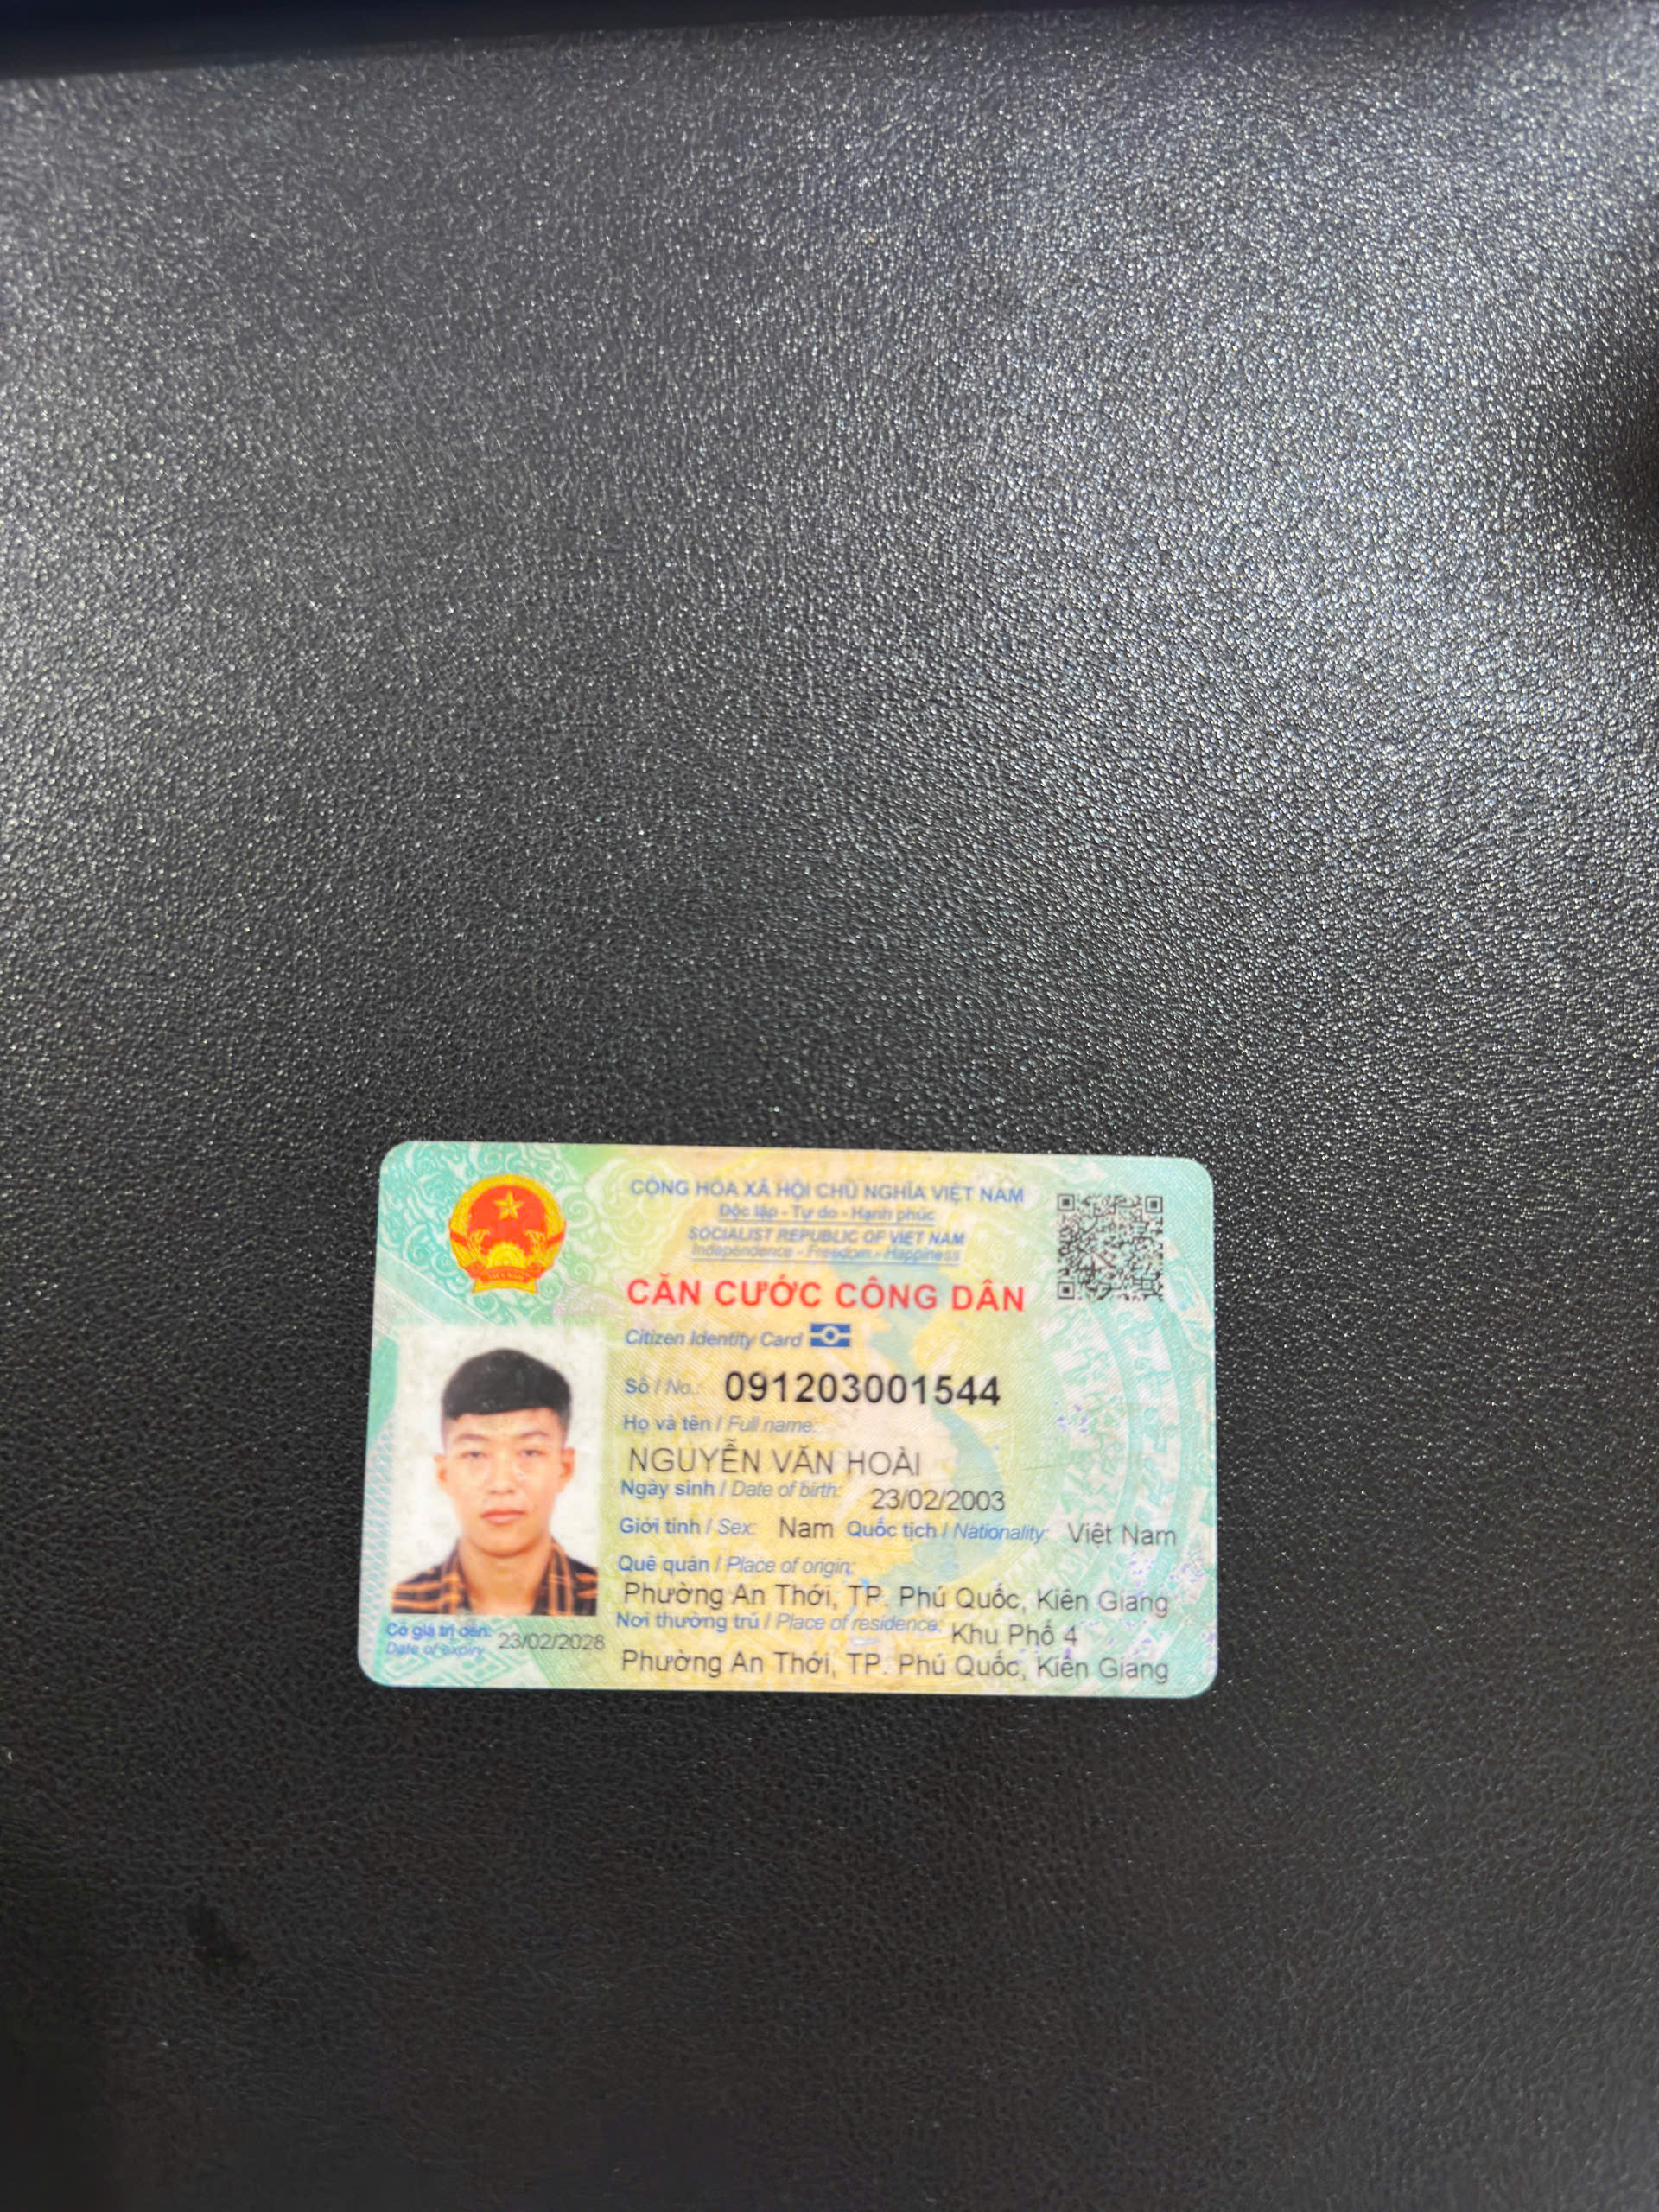 CỘNG HÒA XÃ HỘI CHỦ NGHĨA VIỆT NAM
Độc lập - Tự do - Hạnh phúc
SOCIALIST REPUBLIC OF VIET NAM
Independence - Freedom - Happiness
CĂN CƯỚC CÔNG DÂN
Citizen Identity Card
Số / No.: 091203001544
Họ và tên / Full name:
NGUYỄN VĂN HOÀI
Ngày sinh / Date of birth: 23/02/2003
Giới tính / Sex: Nam Quốc tịch / Nationality: Việt Nam
Quê quán / Place of origin:
Phường An Thới, TP. Phú Quốc, Kiên Giang
Nơi thường trú / Place of residence: Khu Phố 4
Phường An Thới, TP. Phú Quốc, Kiên Giang
Có giá trị đến: 23/02/2028
Date of expiry